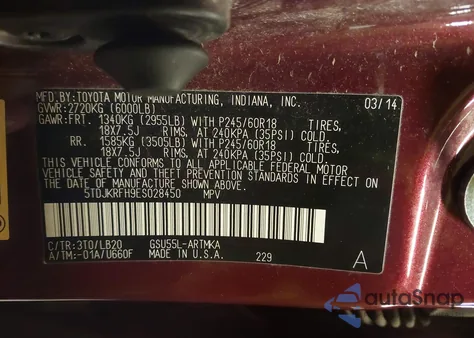 MFD.BY:TOYOTA MOTOR MANUFACTURING, INDIANA, INC. 03/14
GVWR:2720KG (6000LB)
GAWR:FRT. 1340KG (2955LB) WITH P245/60R18 TIRES,
18X7.5J RIMS, AT 240KPA (35PSI) COLD
RR. 1585KG (3505LB) WITH P245/60R18 TIRES,
18X7.5J RIMS, AT 240KPA (35PSI) COLD
THIS VEHICLE CONFORMS TO ALL APPLICABLE FEDERAL MOTOR
VEHICLE SAFETY AND THEFT PREVENTION STANDARDS IN EFFECT
ON THE DATE OF MANUFACTURE SHOWN ABOVE.
5TDJKRFH9ES028450 MPV
C/TR:3T0/LB20 GSU55L-ARTMKA
A/TM:-01A/U660F MADE IN U.S.A. 229 A
autoSnap